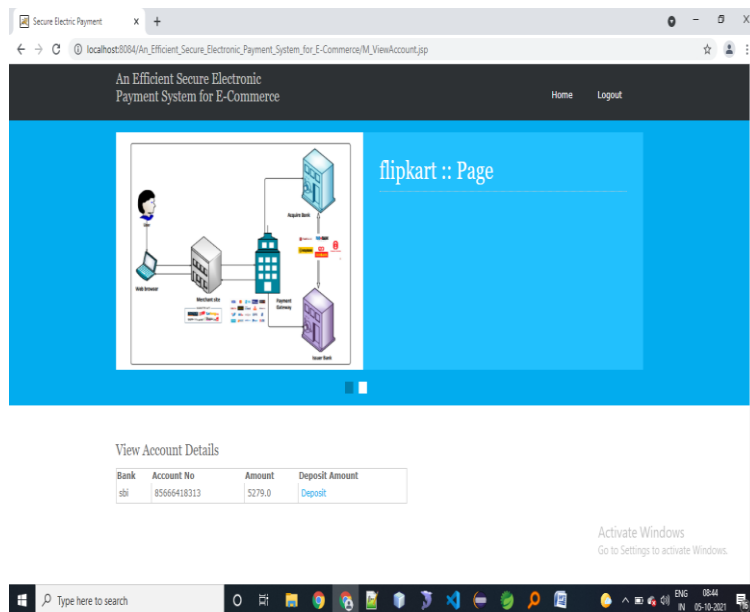 Secure Electric Payment
localhost:8084/An_Efficient_Secure_Electronic_Payment_System_for_E-Commerce/M_ViewAccount.jsp
An Efficient Secure Electronic
Payment System for E-Commerce
Home Logout
flipkart :: Page
User
Acquire Bank
Web browser
Merchant site
Payment
Gateway
Issuer Bank
View Account Details
Bank Account No Amount Deposit Amount
sbi 85666418313 5279.0 Deposit
Activate Windows
Go to Settings to activate Windows.
Type here to search
ENG 08:44
IN 05-10-2021